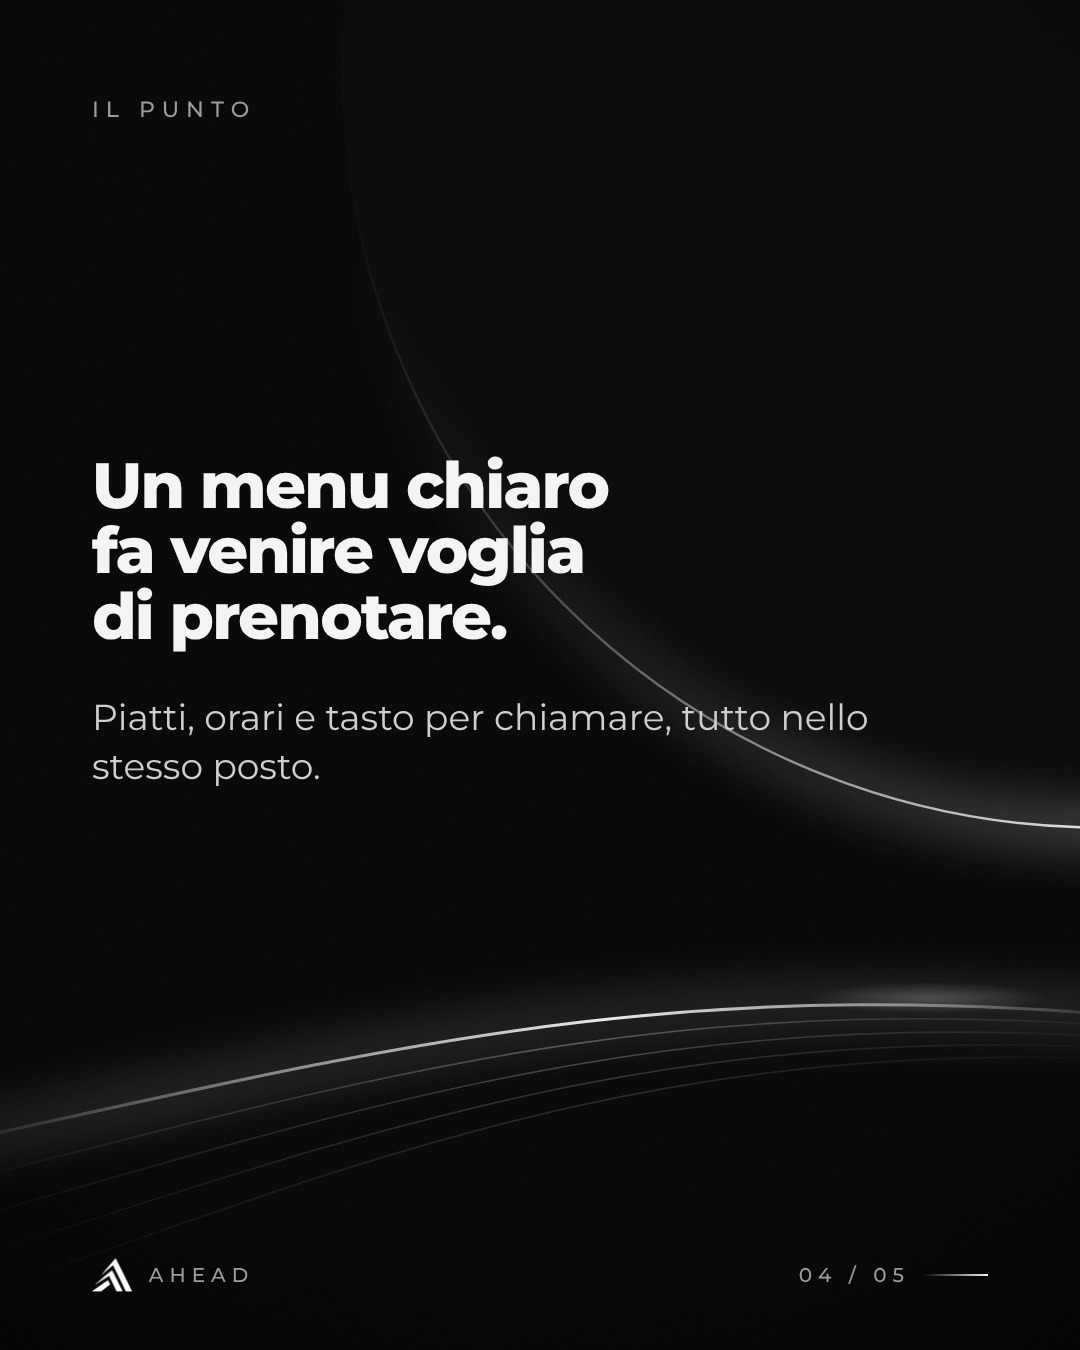 IL PUNTO
Un menu chiaro
fa venire voglia
di prenotare.
Piatti, orari e tasto per chiamare, tutto nello
stesso posto.
AHEAD
04 / 05